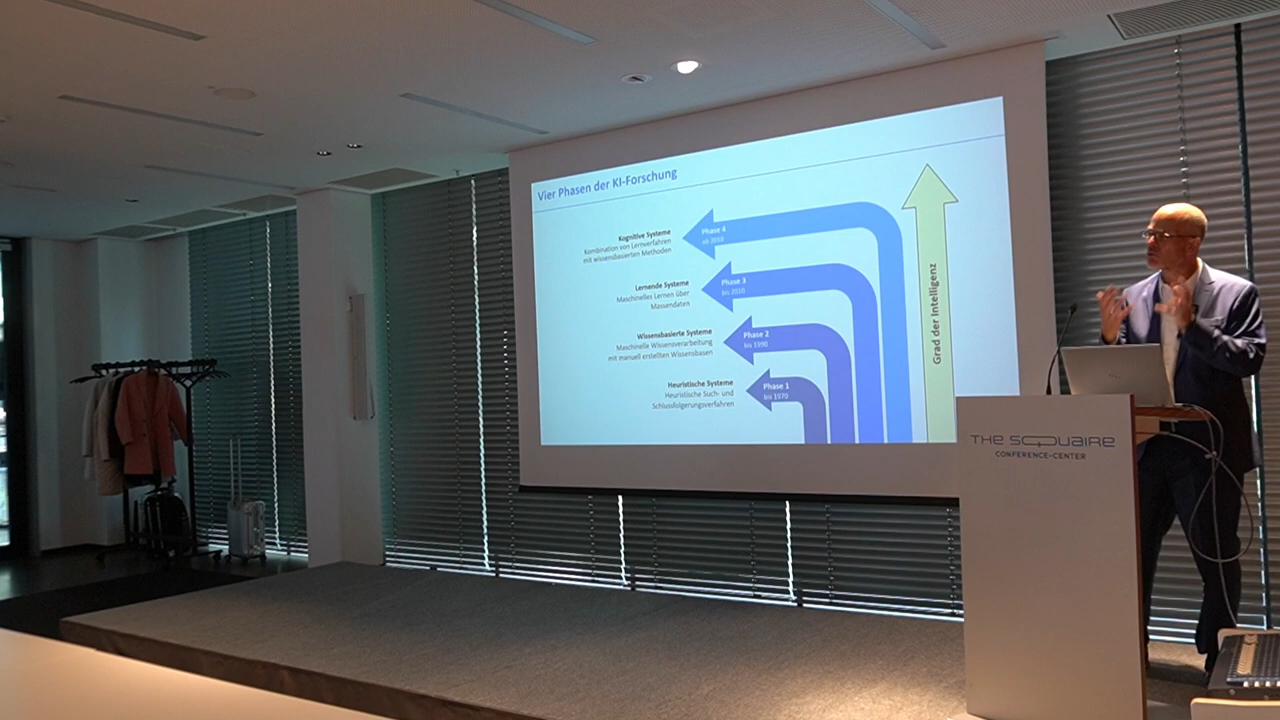 Vier Phasen der KI-Forschung
Kognitive Systeme
Kombination von Lernverfahren
mit wissensbasierten Methoden
Phase 4
ab 2010
Lernende Systeme
Maschinelles Lernen über
Massendaten
Phase 3
bis 2010
Wissensbasierte Systeme
Maschinelle Wissensverarbeitung
mit manuell erstellten Wissensbasen
Phase 2
bis 1990
Heuristische Systeme
Heuristische Such- und
Schlussfolgerungsverfahren
Phase 1
bis 1970
Grad der Intelligenz
THE SQUAIRE
CONFERENCE-CENTER